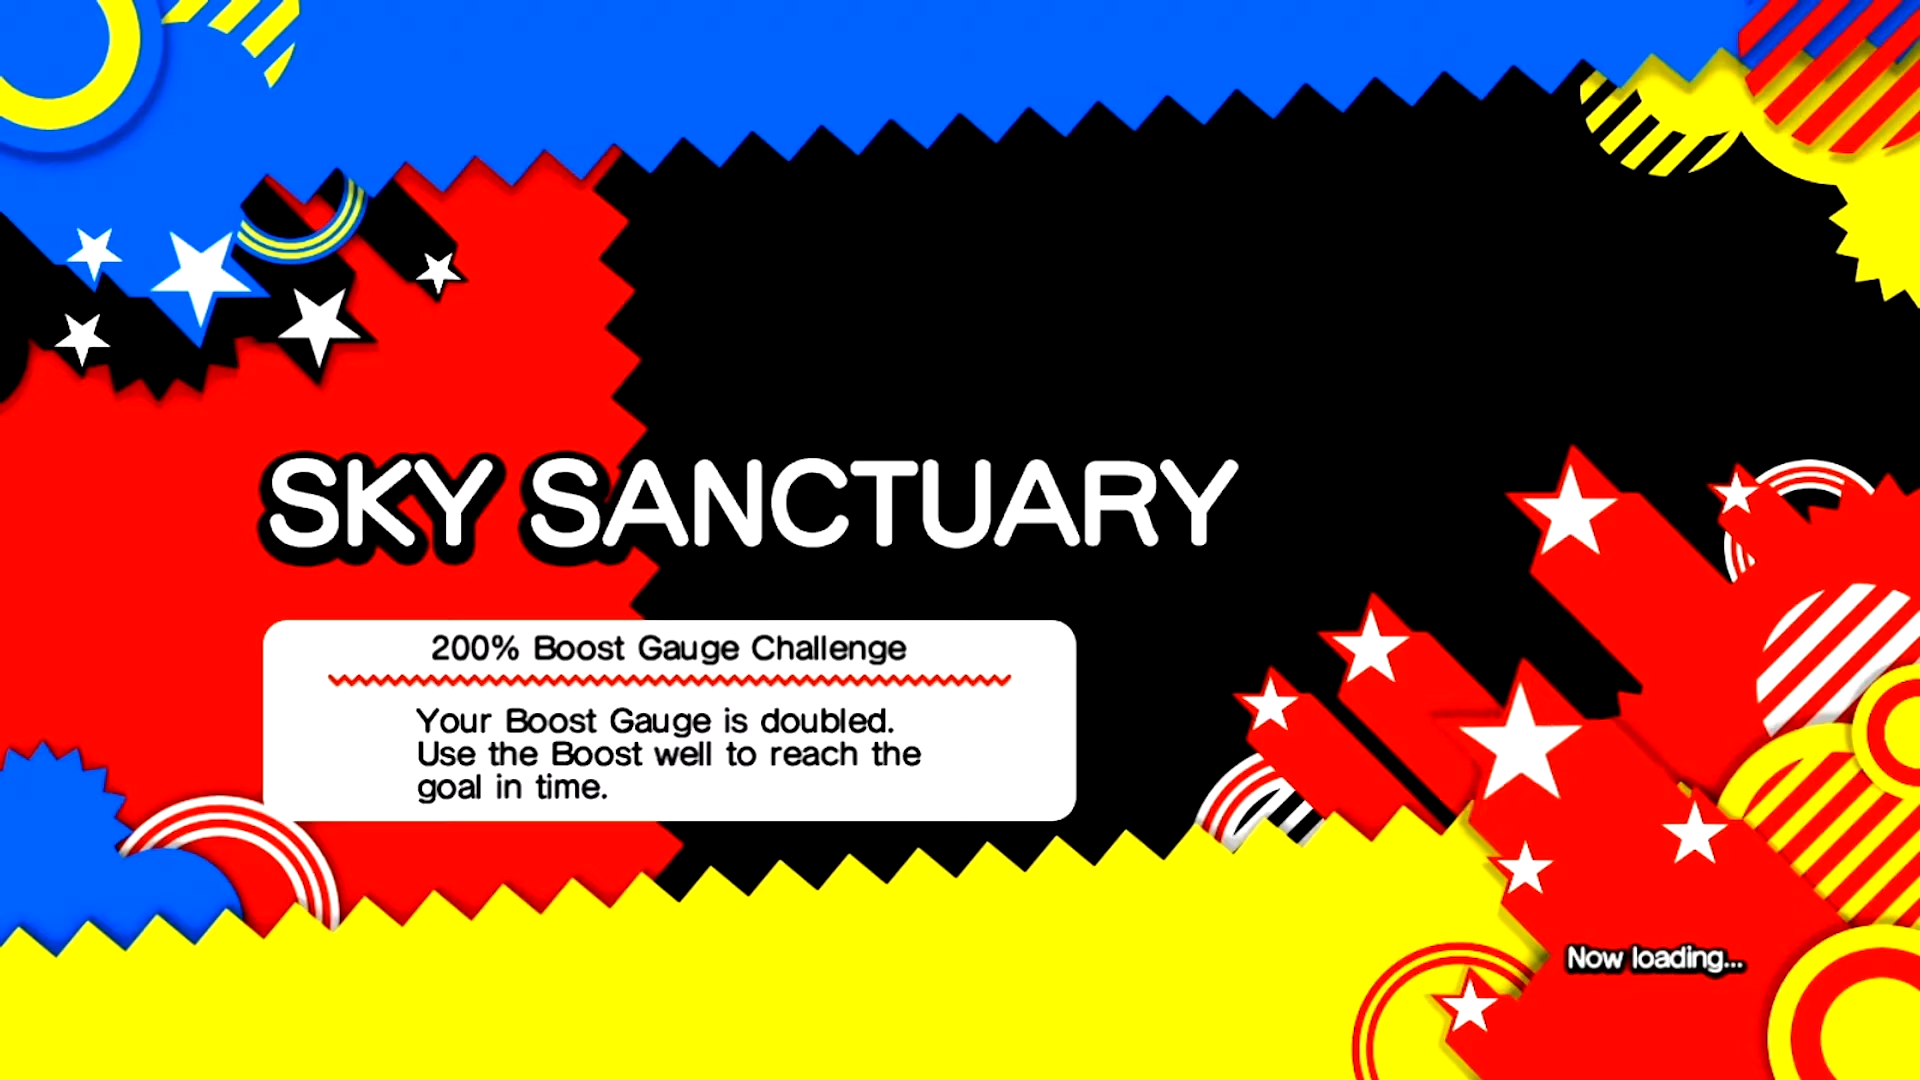 SKY SANCTUARY
200% Boost Gauge Challenge
Your Boost Gauge is doubled.
Use the Boost well to reach the
goal in time.
Now loading...